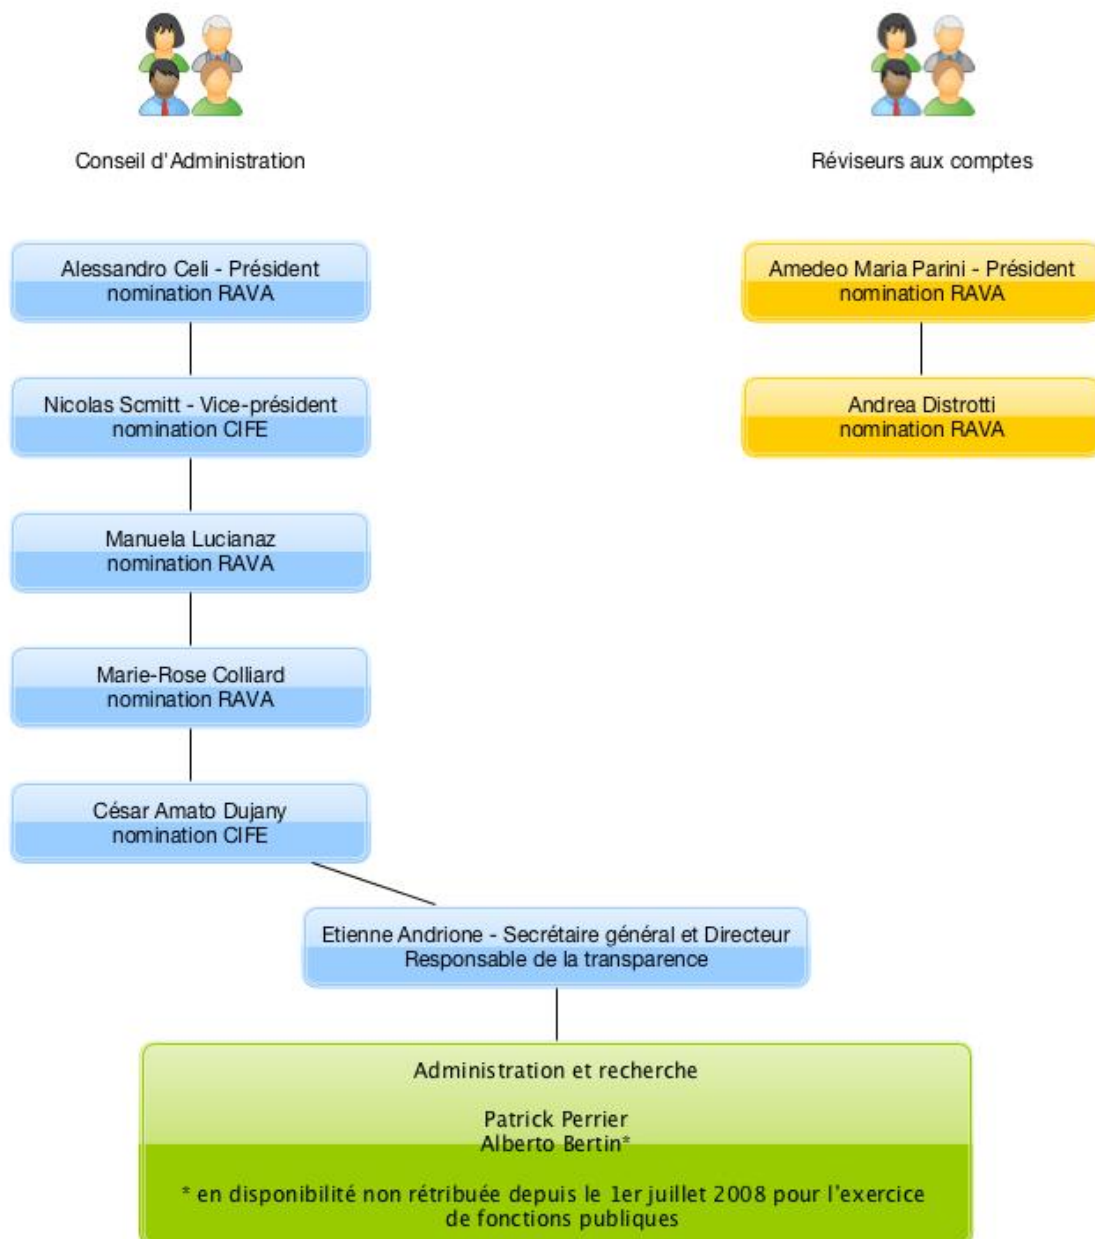 Conseil d'Administration
Alessandro Celi - Président
nomination RAVA
Nicolas Scmitt - Vice-président
nomination CIFE
Manuela Lucianaz
nomination RAVA
Marie-Rose Colliard
nomination RAVA
César Amato Dujany
nomination CIFE
Réviseurs aux comptes
Amedeo Maria Parini - Président
nomination RAVA
Andrea Distrotti
nomination RAVA
Etienne Andrione - Secrétaire général et Directeur
Responsable de la transparence
Administration et recherche
Patrick Perrier
Alberto Bertin*
* en disponibilité non rétribuée depuis le 1er juillet 2008 pour l'exercice
de fonctions publiques